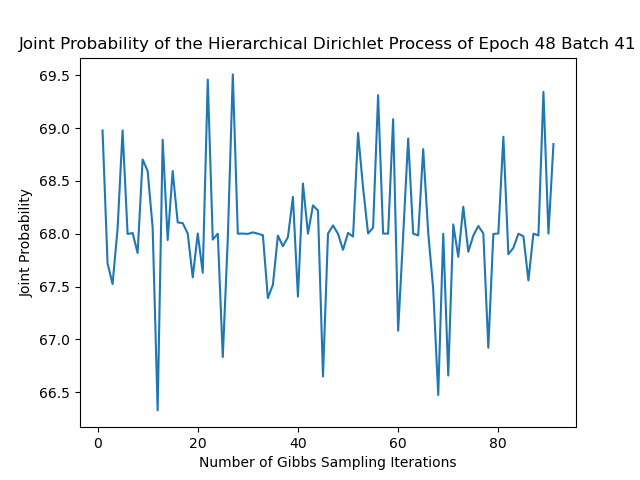 Joint Probability of the Hierarchical Dirichlet Process of Epoch 48 Batch 41
69.5
69.0
68.5
68.0
67.5
67.0
66.5
Joint Probability
0 20 40 60 80
Number of Gibbs Sampling Iterations